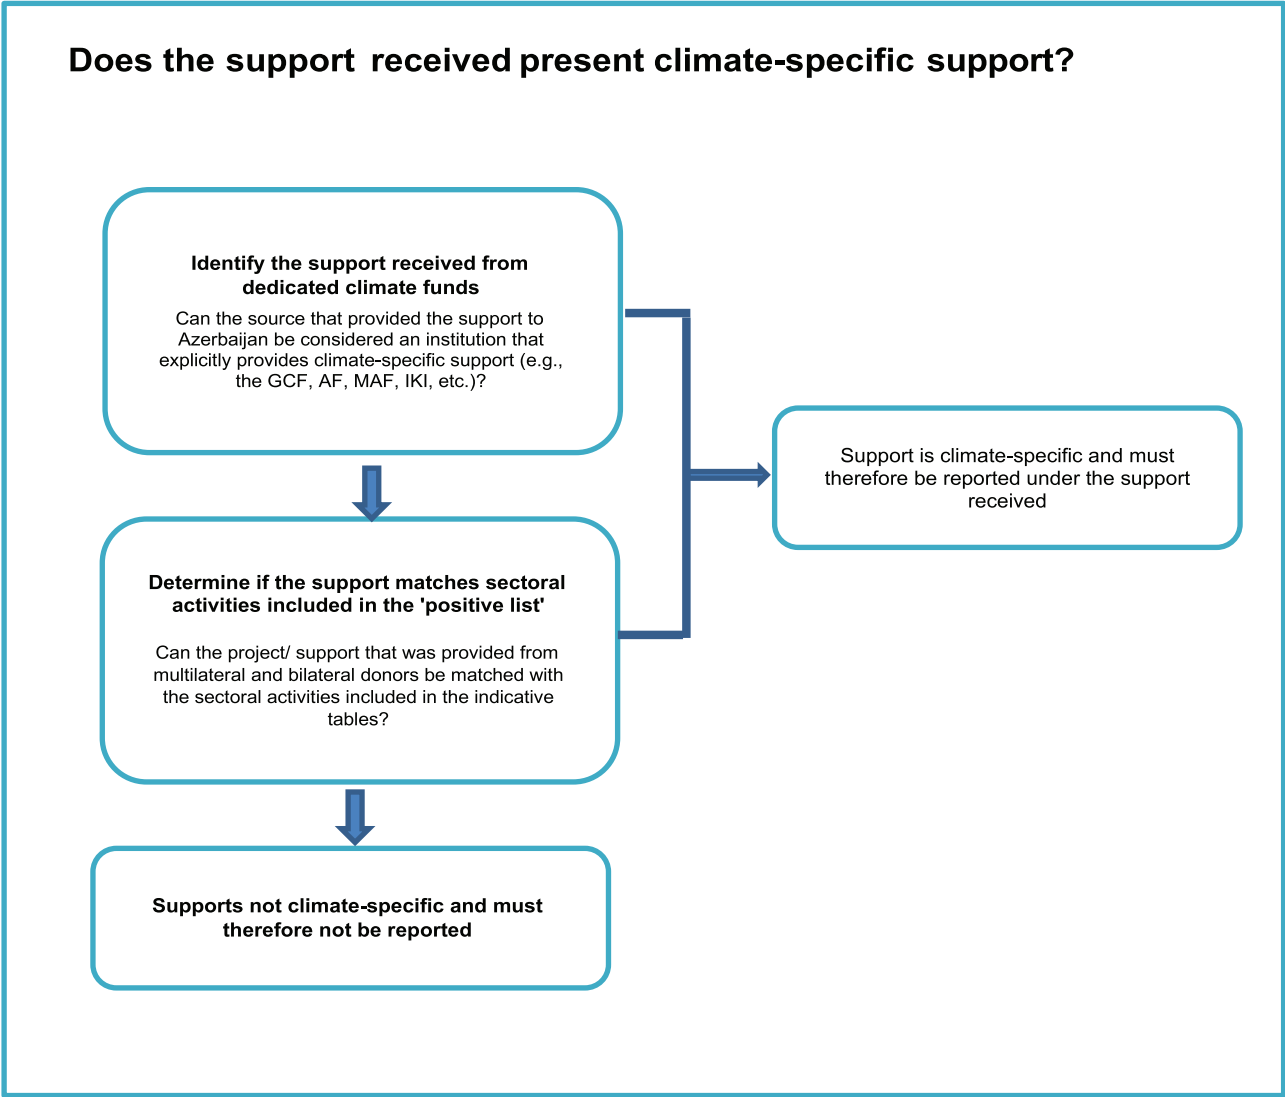 Does the support received present climate-specific support?
Identify the support received from
dedicated climate funds
Can the source that provided the support to
Azerbaijan be considered an institution that
explicitly provides climate-specific support (e.g.,
the GCF, AF, MAF, IKI, etc.)?
Support is climate-specific and must
therefore be reported under the support
received
Determine if the support matches sectoral
activities included in the 'positive list'
Can the project/ support that was provided from
multilateral and bilateral donors be matched with
the sectoral activities included in the indicative
tables?
Supports not climate-specific and must
therefore not be reported